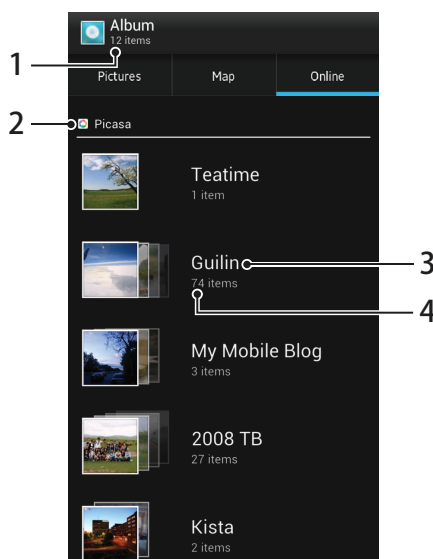 Album
12 items
1
Pictures Map Online
2
Picasa
Teatime
1 item
Guilin
3
74 items
4
My Mobile Blog
3 items
2008 TB
27 items
Kista
2 items